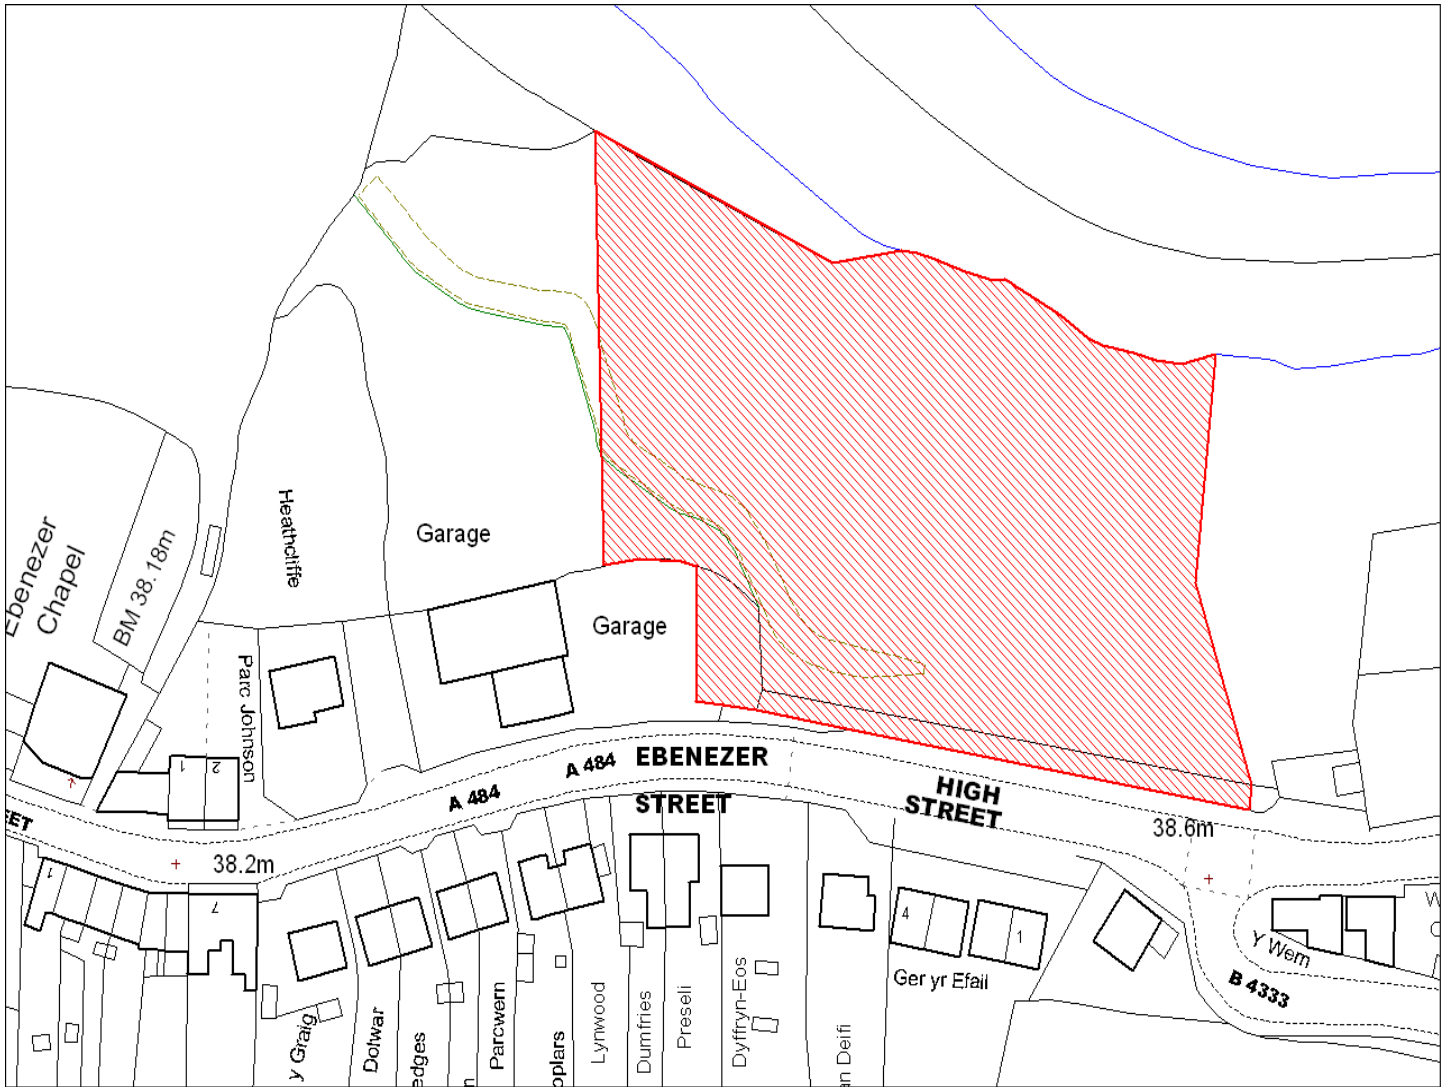 Ebenezer
Chapel
BM 38.18m
Heathcliffe
Garage
Garage
Parc Johnson
1
2
A 484
A 484
EBENEZER
STREET
HIGH
STREET
38.6m
38.2m
1
7
4
1
Ger yr Efail
Y Wern
B 4333
y Graig
Dolwar
Parcwern
Lynwood
Dumfries
Preseli
Dyffryn-Eos